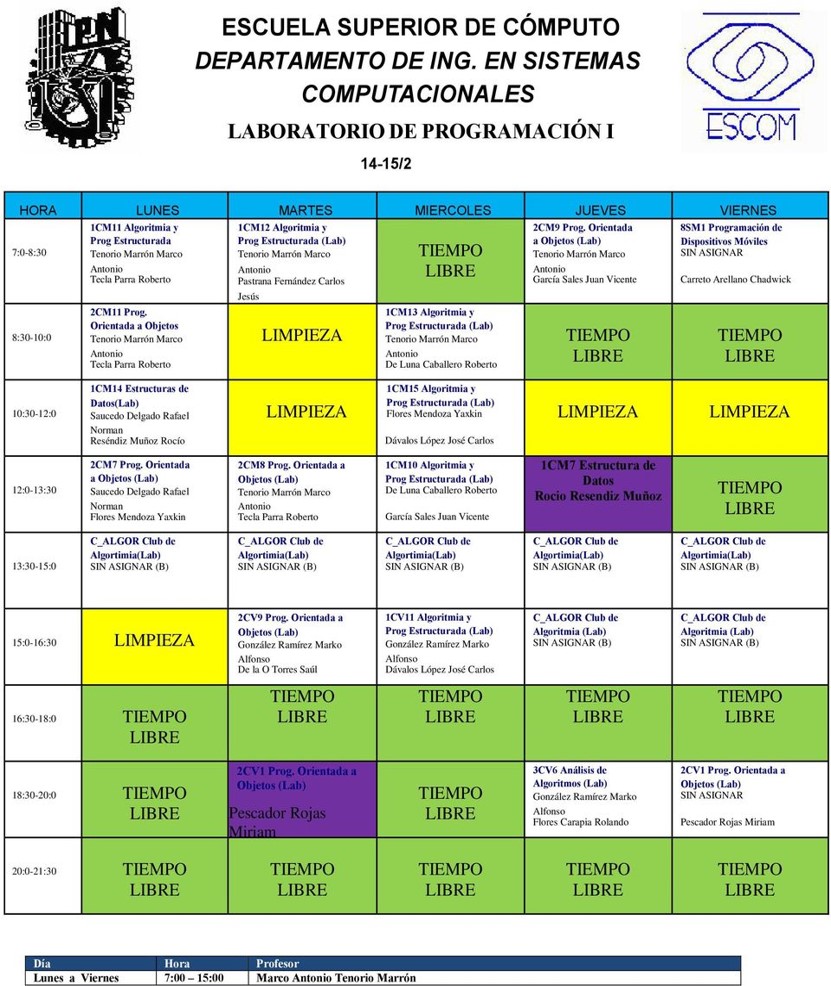 IPN
ESCUELA SUPERIOR DE CÓMPUTO
DEPARTAMENTO DE ING. EN SISTEMAS
COMPUTACIONALES
LABORATORIO DE PROGRAMACIÓN I
14-15/2
ESCOM
HORA LUNES MARTES MIERCOLES JUEVES VIERNES
7:0-8:30
1CM11 Algoritmia y
Prog Estructurada
Tenorio Marrón Marco
Antonio
Tecla Parra Roberto
1CM12 Algoritmia y
Prog Estructurada (Lab)
Tenorio Marrón Marco
Antonio
Pastrana Fernández Carlos
Jesús
TIEMPO
LIBRE
2CM9 Prog. Orientada
a Objetos (Lab)
Tenorio Marrón Marco
Antonio
García Sales Juan Vicente
8SM1 Programación de
Dispositivos Móviles
SIN ASIGNAR
Carreto Arellano Chadwick
8:30-10:0
2CM11 Prog.
Orientada a Objetos
Tenorio Marrón Marco
Antonio
Tecla Parra Roberto
LIMPIEZA
1CM13 Algoritmia y
Prog Estructurada (Lab)
Tenorio Marrón Marco
Antonio
De Luna Caballero Roberto
TIEMPO
LIBRE
TIEMPO
LIBRE
10:30-12:0
1CM14 Estructuras de
Datos(Lab)
Saucedo Delgado Rafael
Norman
Reséndiz Muñoz Rocío
LIMPIEZA
1CM15 Algoritmia y
Prog Estructurada (Lab)
Flores Mendoza Yaxkin
Dávalos López José Carlos
LIMPIEZA
LIMPIEZA
12:0-13:30
2CM7 Prog. Orientada
a Objetos (Lab)
Saucedo Delgado Rafael
Norman
Flores Mendoza Yaxkin
2CM8 Prog. Orientada a
Objetos (Lab)
Tenorio Marrón Marco
Antonio
Tecla Parra Roberto
1CM10 Algoritmia y
Prog Estructurada (Lab)
De Luna Caballero Roberto
García Sales Juan Vicente
1CM7 Estructura de
Datos
Rocio Resendiz Muñoz
TIEMPO
LIBRE
13:30-15:0
C_ALGOR Club de
Algortimia(Lab)
SIN ASIGNAR (B)
C_ALGOR Club de
Algortimia(Lab)
SIN ASIGNAR (B)
C_ALGOR Club de
Algortimia(Lab)
SIN ASIGNAR (B)
C_ALGOR Club de
Algortimia(Lab)
SIN ASIGNAR (B)
C_ALGOR Club de
Algortimia(Lab)
SIN ASIGNAR (B)
15:0-16:30
LIMPIEZA
2CV9 Prog. Orientada a
Objetos (Lab)
González Ramírez Marko
Alfonso
De la O Torres Saúl
1CV11 Algoritmia y
Prog Estructurada (Lab)
González Ramírez Marko
Alfonso
Dávalos López José Carlos
C_ALGOR Club de
Algoritmia (Lab)
SIN ASIGNAR (B)
C_ALGOR Club de
Algoritmia (Lab)
SIN ASIGNAR (B)
16:30-18:0
TIEMPO
LIBRE
TIEMPO
LIBRE
TIEMPO
LIBRE
TIEMPO
LIBRE
TIEMPO
LIBRE
18:30-20:0
TIEMPO
LIBRE
2CV1 Prog. Orientada a
Objetos (Lab)
Pescador Rojas
Miriam
TIEMPO
LIBRE
3CV6 Análisis de
Algoritmos (Lab)
González Ramírez Marko
Alfonso
Flores Carapia Rolando
2CV1 Prog. Orientada a
Objetos (Lab)
SIN ASIGNAR
Pescador Rojas Miriam
20:0-21:30
TIEMPO
LIBRE
TIEMPO
LIBRE
TIEMPO
LIBRE
TIEMPO
LIBRE
TIEMPO
LIBRE
Día Hora Profesor
Lunes a Viernes 7:00 – 15:00 Marco Antonio Tenorio Marrón